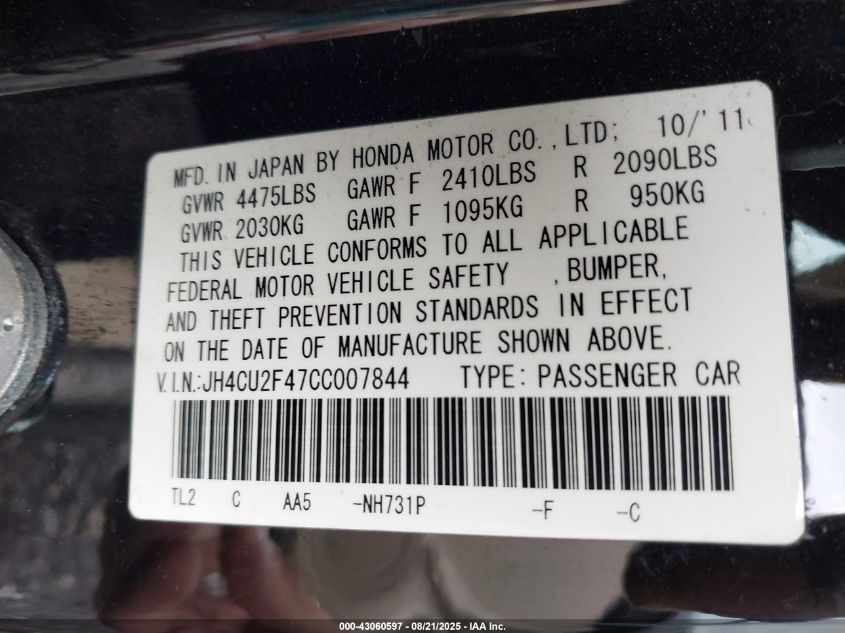 MFD. IN JAPAN BY HONDA MOTOR CO.,LTD; 10/'11
GVWR 4475LBS GAWR F 2410LBS R 2090LBS
GVWR 2030KG GAWR F 1095KG R 950KG
THIS VEHICLE CONFORMS TO ALL APPLICABLE
FEDERAL MOTOR VEHICLE SAFETY ,BUMPER,
AND THEFT PREVENTION STANDARDS IN EFFECT
ON THE DATE OF MANUFACTURE SHOWN ABOVE.
V.I.N.:JH4CU2F47CC007844 TYPE: PASSENGER CAR
TL2 C AA5 -NH731P -F -C
000-43060597 - 08/21/2025 - IAA Inc.